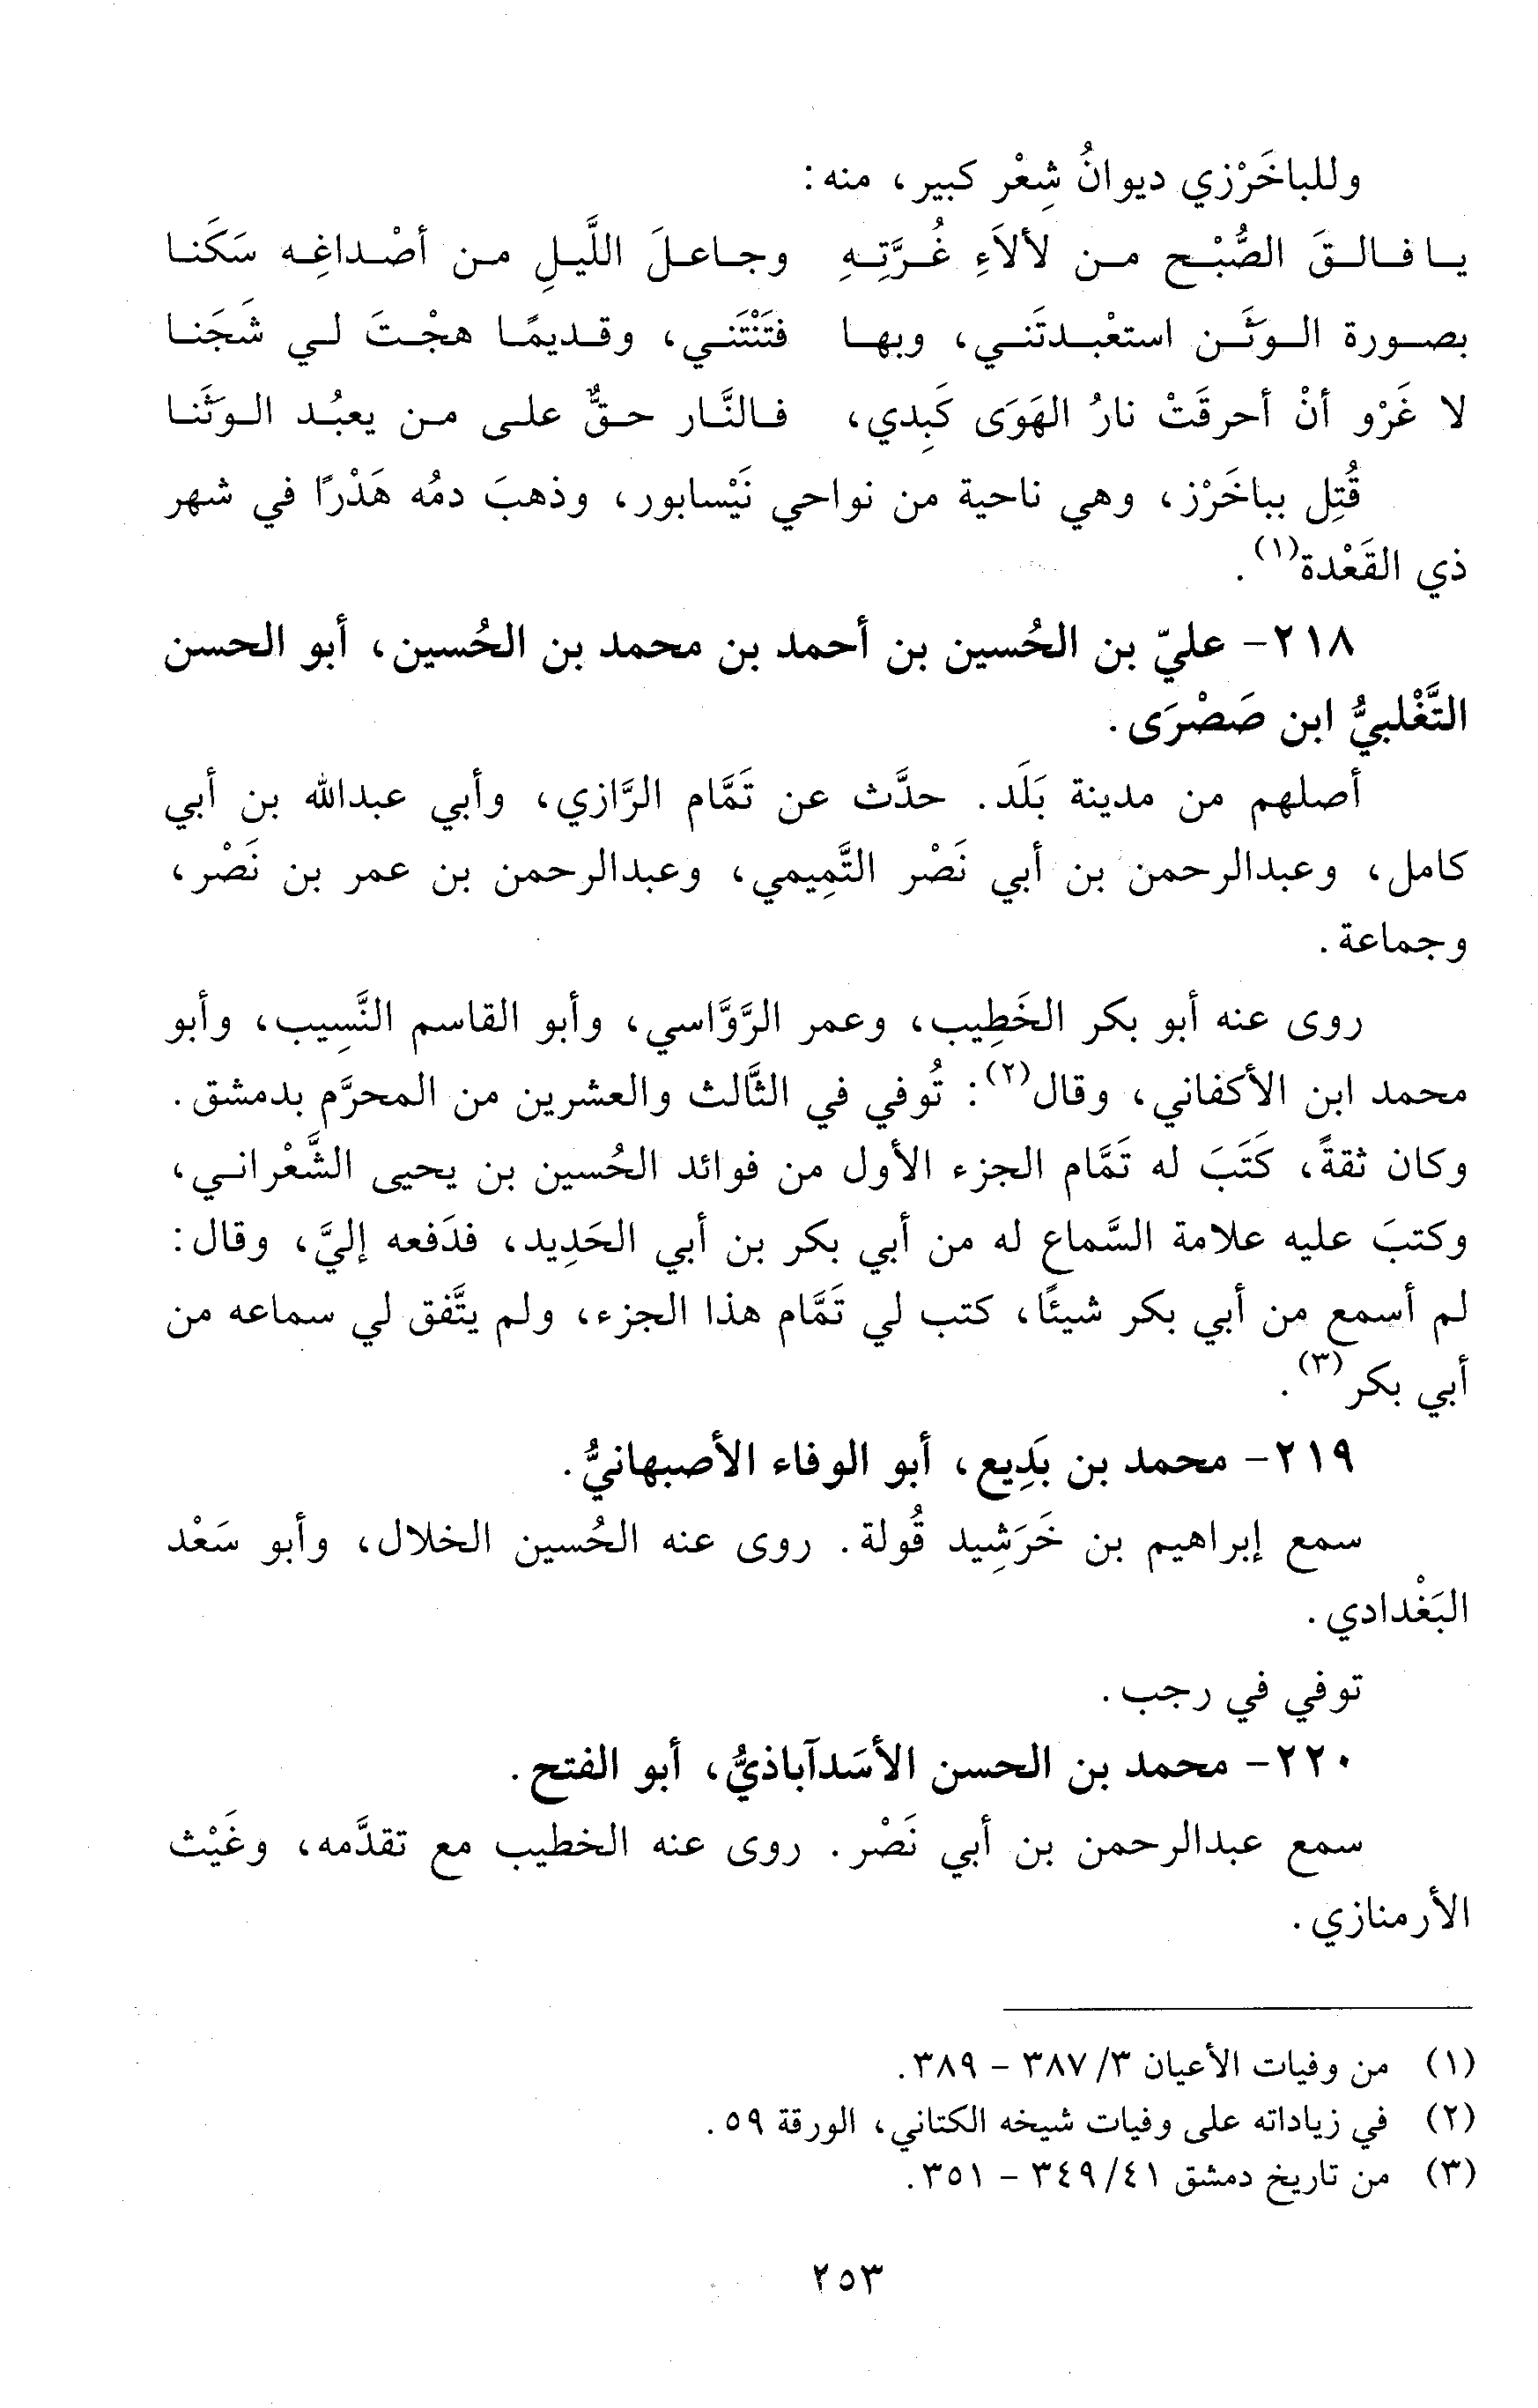 وللباخَرْزي ديوانُ شِعْر كبير، منه:
يا فالقَ الصُّبْح من لألاَءِ غُرَّتِهِ وجاعلَ اللَّيلِ من أصْداغِه سَكَنا
بصورة الوَثَن استعْبدتَني، وبها فتَنْتَني، وقديمًا هجْتَ لي شَجَنا
لا غَرْو أنْ أحرقَتْ نارُ الهَوَى كَبِدي، فالنَّار حقٌّ على من يعبُد الوَثَنا
قُتِل بباخَرْز، وهي ناحية من نواحي نَيْسابور، وذهبَ دمُه هَدْرًا في شهر
ذي القَعْدة(١).
٢١٨- عليّ بن الحُسين بن أحمد بن محمد بن الحُسين، أبو الحسن
التَّغْلبيُّ ابن صَصْرَى.
أصلهم من مدينة بَلَد. حدَّث عن تَمَّام الرَّازي، وأبي عبدالله بن أبي
كامل، وعبدالرحمن بن أبي نَصْر التَّمِيمي، وعبدالرحمن بن عمر بن نَصْر،
وجماعة.
روى عنه أبو بكر الخَطِيب، وعمر الرَّوَّاسي، وأبو القاسم النَّسِيب، وأبو
محمد ابن الأكفاني، وقال(٢): تُوفي في الثَّالث والعشرين من المحرَّم بدمشق.
وكان ثقةً، كَتَبَ له تَمَّام الجزء الأول من فوائد الحُسين بن يحيى الشَّعْراني،
وكتبَ عليه علامة السَّماع له من أبي بكر بن أبي الحَدِيد، فدَفعه إليَّ، وقال:
لم أسمع من أبي بكر شيئًا، كتب لي تَمَّام هذا الجزء، ولم يتَّفق لي سماعه من
أبي بكر(٣).
٢١٩- محمد بن بَدِيع، أبو الوفاء الأصبهانيُّ.
سمع إبراهيم بن خَرَشِيد قُولة. روى عنه الحُسين الخلال، وأبو سَعْد
البَغْدادي.
توفي في رجب.
٢٢٠- محمد بن الحسن الأسَدآباذيُّ، أبو الفتح.
سمع عبدالرحمن بن أبي نَصْر. روى عنه الخطيب مع تقدَّمه، وغَيْث
الأرمنازي.
(١) من وفيات الأعيان ٣/ ٣٨٧ - ٣٨٩.
(٢) في زياداته على وفيات شيخه الكتاني، الورقة ٥٩.
(٣) من تاريخ دمشق ٤١/ ٣٤٩ - ٣٥١.
٢٥٣